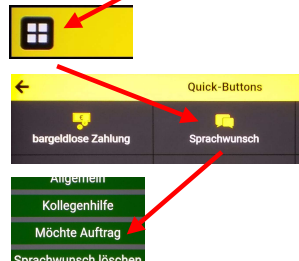 Quick-Buttons
bargeldlose Zahlung
Sprachwunsch
Allgemein
Kollegenhilfe
Möchte Auftrag
Sprachwunsch löschen